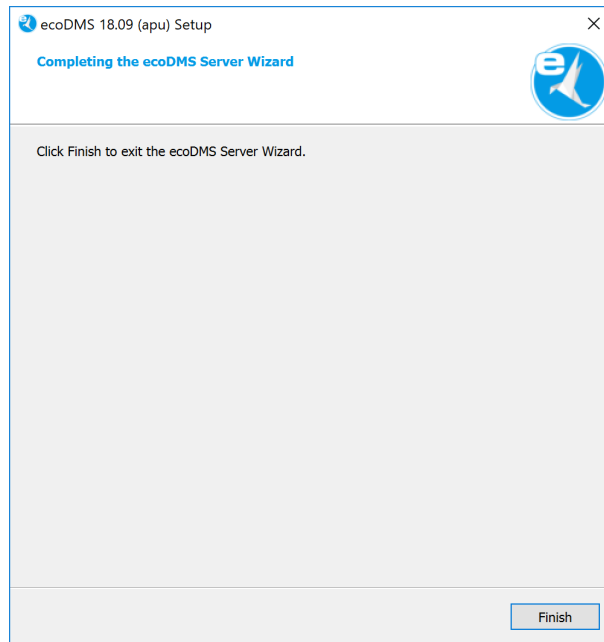 ecoDMS 18.09 (apu) Setup
Completing the ecoDMS Server Wizard
e
Click Finish to exit the ecoDMS Server Wizard.
Finish